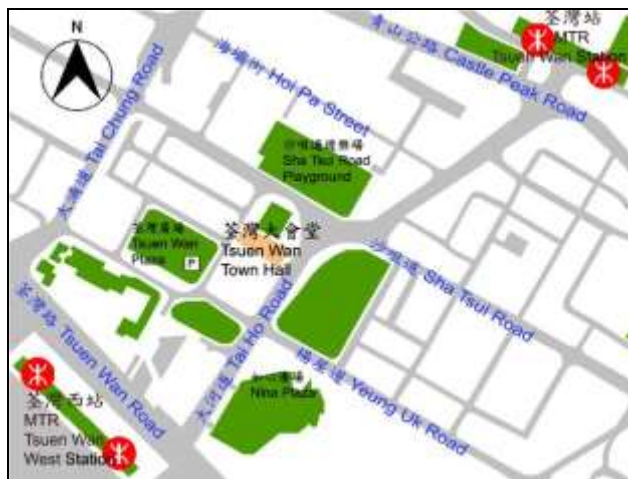 N
荃灣站
MTR
Tsuen Wan Station
青山公路 Castle Peak Road
海壩街 Hoi Pa Street
大涌道 Tai Chung Road
沙咀道遊樂場
Sha Tsui Road
Playground
荃灣廣場
Tsuen Wan
Plaza
P
荃灣大會堂
Tsuen Wan
Town Hall
沙咀道 Sha Tsui Road
荃灣路 Tsuen Wan Road
大河道 Tai Ho Road
楊屋道 Yeung Uk Road
Nina Plaza
荃灣西站
MTR
Tsuen Wan
West Station